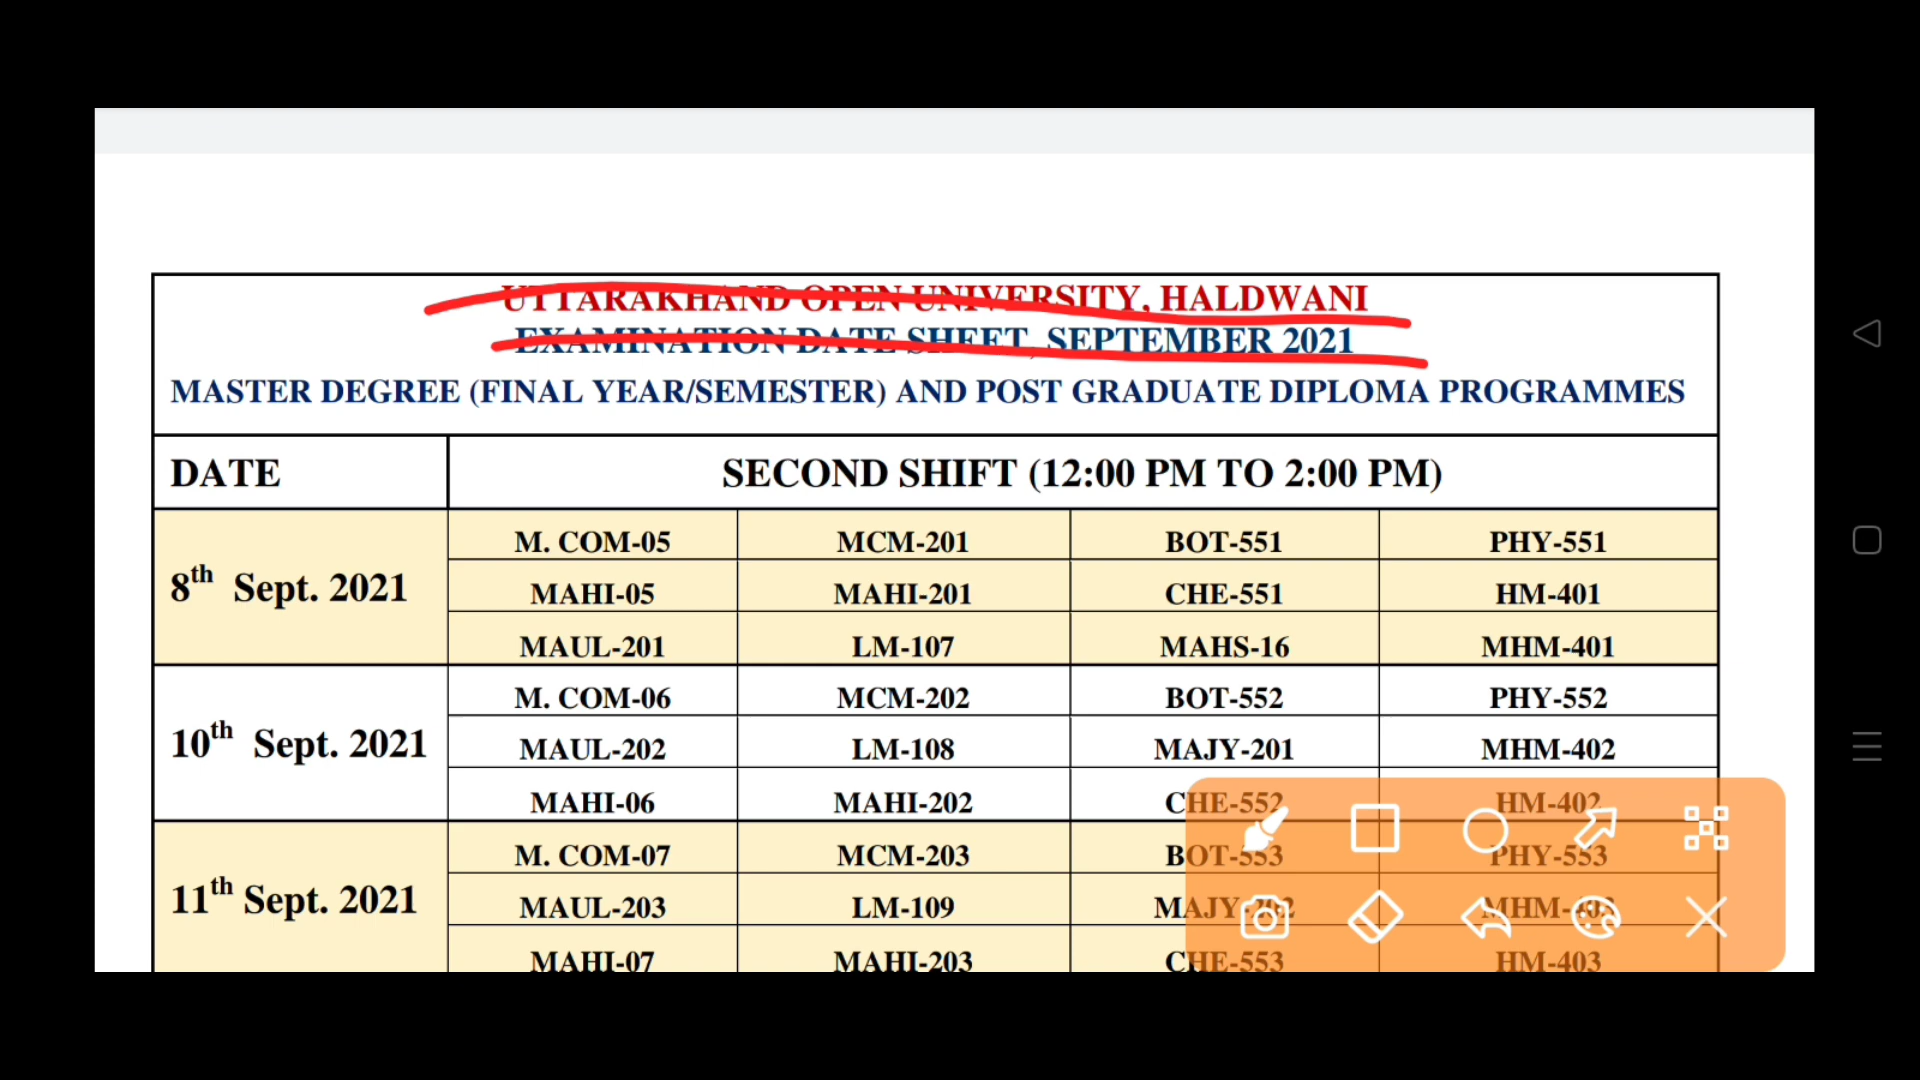 UTTARAKHAND OPEN UNIVERSITY, HALDWANI
EXAMINATION DATE SHEET, SEPTEMBER 2021
MASTER DEGREE (FINAL YEAR/SEMESTER) AND POST GRADUATE DIPLOMA PROGRAMMES
DATE SECOND SHIFT (12:00 PM TO 2:00 PM)
8th Sept. 2021
M. COM-05 MCM-201 BOT-551 PHY-551
MAHI-05 MAHI-201 CHE-551 HM-401
MAUL-201 LM-107 MAHS-16 MHM-401
10th Sept. 2021
M. COM-06 MCM-202 BOT-552 PHY-552
MAUL-202 LM-108 MAJY-201 MHM-402
MAHI-06 MAHI-202 CHE-552 HM-402
11th Sept. 2021
M. COM-07 MCM-203 BOT-553 PHY-553
MAUL-203 LM-109 MAJY-202 MHM-403
MAHI-07 MAHI-203 CHE-553 HM-403